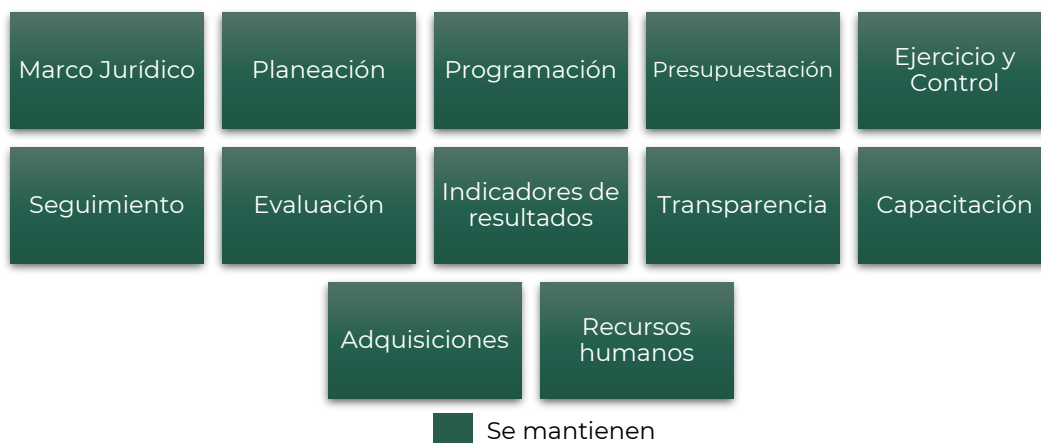 Marco Jurídico
Planeación
Programación
Presupuestación
Ejercicio y
Control
Seguimiento
Evaluación
Indicadores de
resultados
Transparencia
Capacitación
Adquisiciones
Recursos
humanos
Se mantienen